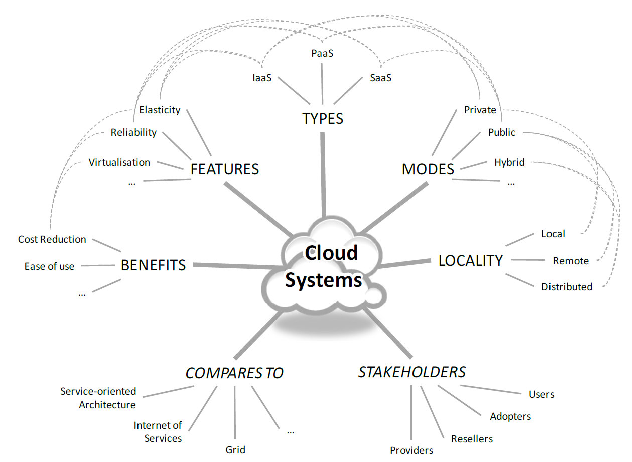 PaaS
IaaS
SaaS
TYPES
Elasticity
Reliability
Virtualisation
...
FEATURES
Private
Public
Hybrid
...
MODES
Cloud
Systems
Cost Reduction
Ease of use
...
BENEFITS
LOCALITY
Local
Remote
Distributed
COMPARES TO
Service-oriented
Architecture
Internet of
Services
Grid
...
STAKEHOLDERS
Users
Adopters
Resellers
Providers